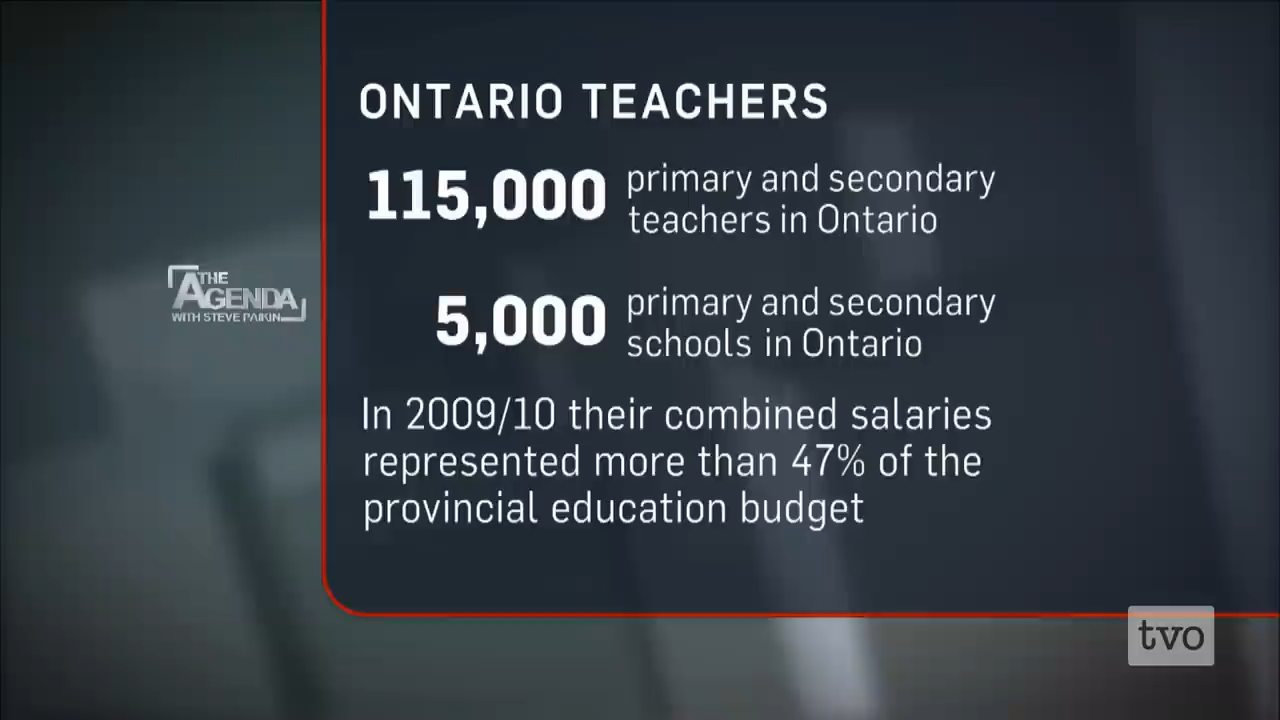 ONTARIO TEACHERS
115,000 primary and secondary
teachers in Ontario
THE
AGENDA
WITH STEVE PAIKIN
5,000 primary and secondary
schools in Ontario
In 2009/10 their combined salaries
represented more than 47% of the
provincial education budget
tvo